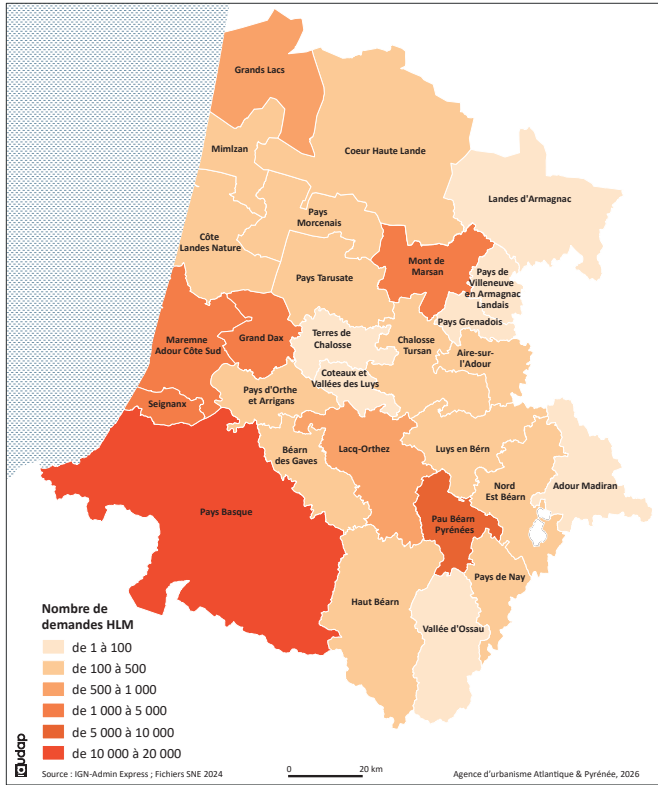 Grands Lacs
Mimlzan
Coeur Haute Lande
Landes d'Armagnac
Pays
Morcenais
Côte
Landes Nature
Mont de
Marsan
Pays de
Villeneuve
en Armagnac
Landais
Pays Tarusate
Pays Grenadois
Maremne
Adour Côte Sud
Grand Dax
Terres de
Chalosse
Chalosse
Tursan
Aire-sur-
l'Adour
Coteaux et
Vallées des Luys
Pays d'Orthe
et Arrigans
Seignanx
Béarn
des Gaves
Lacq-Orthez
Luys en Bérn
Nord
Est Béarn
Adour Madiran
Pays Basque
Pau Béarn
Pyrénées
Pays de Nay
Haut Béarn
Vallée d'Ossau
Nombre de
demandes HLM
de 1 à 100
de 100 à 500
de 500 à 1 000
de 1 000 à 5 000
de 5 000 à 10 000
de 10 000 à 20 000
audap
Source : IGN-Admin Express ; Fichiers SNE 2024
0 20 km
Agence d'urbanisme Atlantique & Pyrénée, 2026